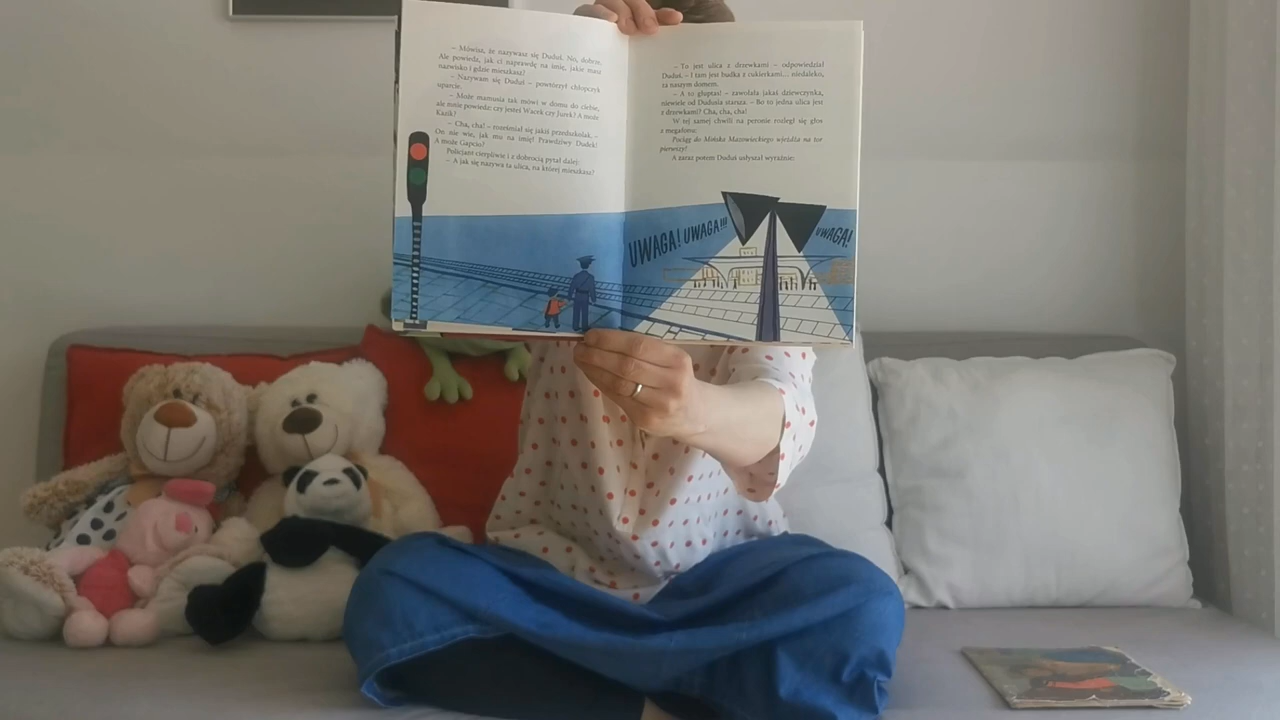 – Mówisz, że nazywasz się Duduś. No, dobrze.
Ale powiedz, jak ci naprawdę na imię, jakie masz
nazwisko i gdzie mieszkasz?
– Nazywam się Duduś – powtórzył chłopczyk
uparcie.
– Może mamusia tak mówi w domu do ciebie,
ale mnie powiedz: czy jesteś Wacek czy Jurek? A może
Kazik?
– Cha, cha! – roześmiał się jakiś przedszkolak. –
On nie wie, jak mu na imię! Prawdziwy Dudek!
A może Gapcio?
Policjant cierpliwie i z dobrocią pytał dalej:
– A jak się nazywa ta ulica, na której mieszkasz?
– To jest ulica z drzewkami – odpowiedział
Duduś. – I tam jest budka z cukierkami... niedaleko,
za naszym domem.
– A to głuptas! – zawołała jakaś dziewczynka,
niewiele od Dudusia starsza. – Bo to jedna ulica jest
z drzewkami? Cha, cha, cha!
W tej samej chwili na peronie rozległ się głos
z megafonu:
Pociąg do Mińska Mazowieckiego wjeżdża na tor
pierwszy!
A zaraz potem Duduś usłyszał wyraźnie:
UWAGA! UWAGA!!!
UWAGA!